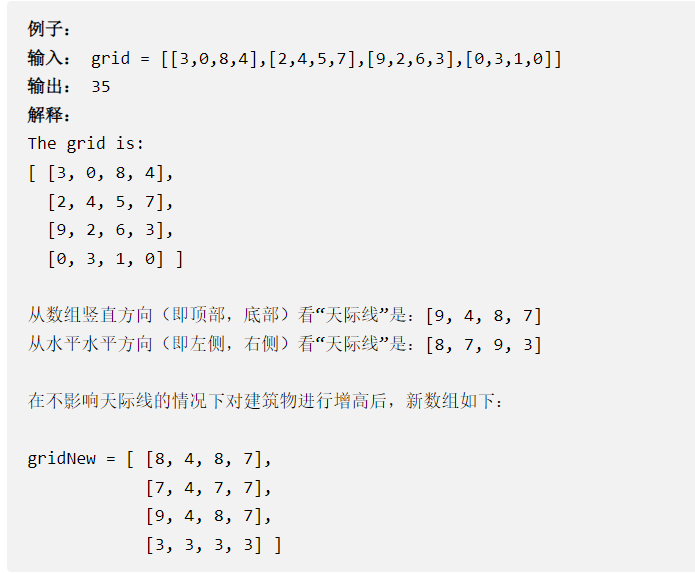 例子：
输入： grid = [[3,0,8,4],[2,4,5,7],[9,2,6,3],[0,3,1,0]]
输出： 35
解释：
The grid is:
[ [3, 0, 8, 4],
[2, 4, 5, 7],
[9, 2, 6, 3],
[0, 3, 1, 0] ]
从数组竖直方向（即顶部，底部）看“天际线”是：[9, 4, 8, 7]
从水平水平方向（即左侧，右侧）看“天际线”是：[8, 7, 9, 3]
在不影响天际线的情况下对建筑物进行增高后，新数组如下：
gridNew = [ [8, 4, 8, 7],
[7, 4, 7, 7],
[9, 4, 8, 7],
[3, 3, 3, 3] ]